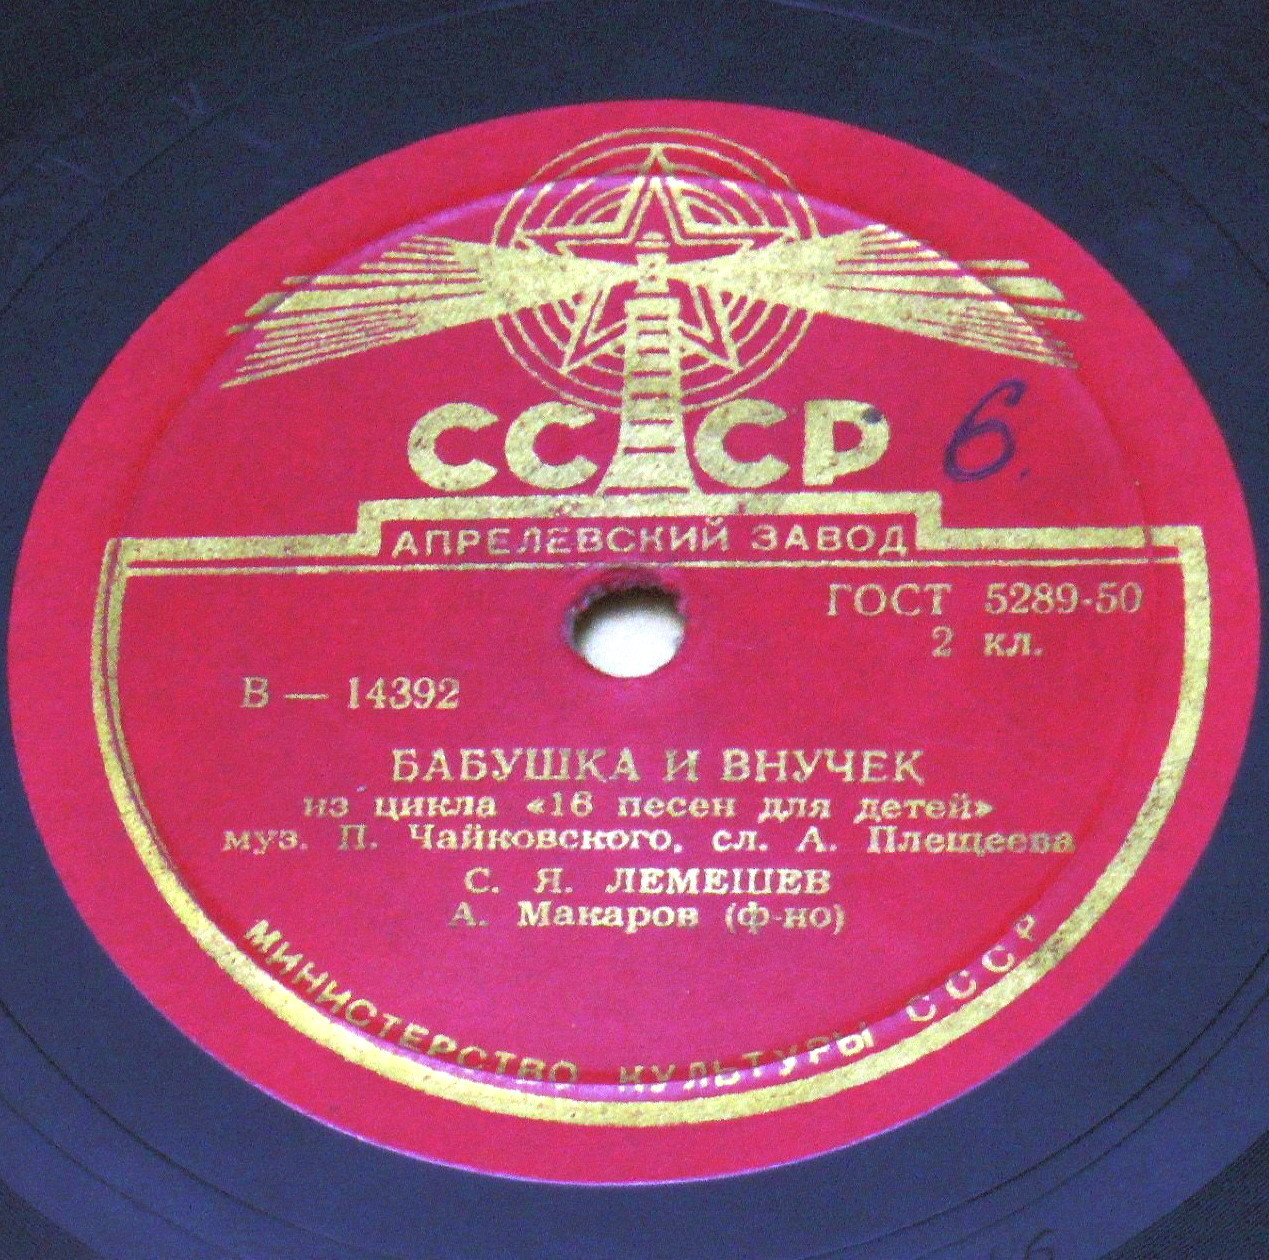 СССР
6.
АПРЕЛЕВСКИЙ ЗАВОД
ГОСТ 5289-50
2 кл.
В — 14392
БАБУШКА И ВНУЧЕК
из цикла «16 песен для детей»
муз. П. Чайковского, сл. А. Плещеева
С. Я. ЛЕМЕШЕВ
А. Макаров (ф-но)
МИНИСТЕРСТВО КУЛЬТУРЫ СССР